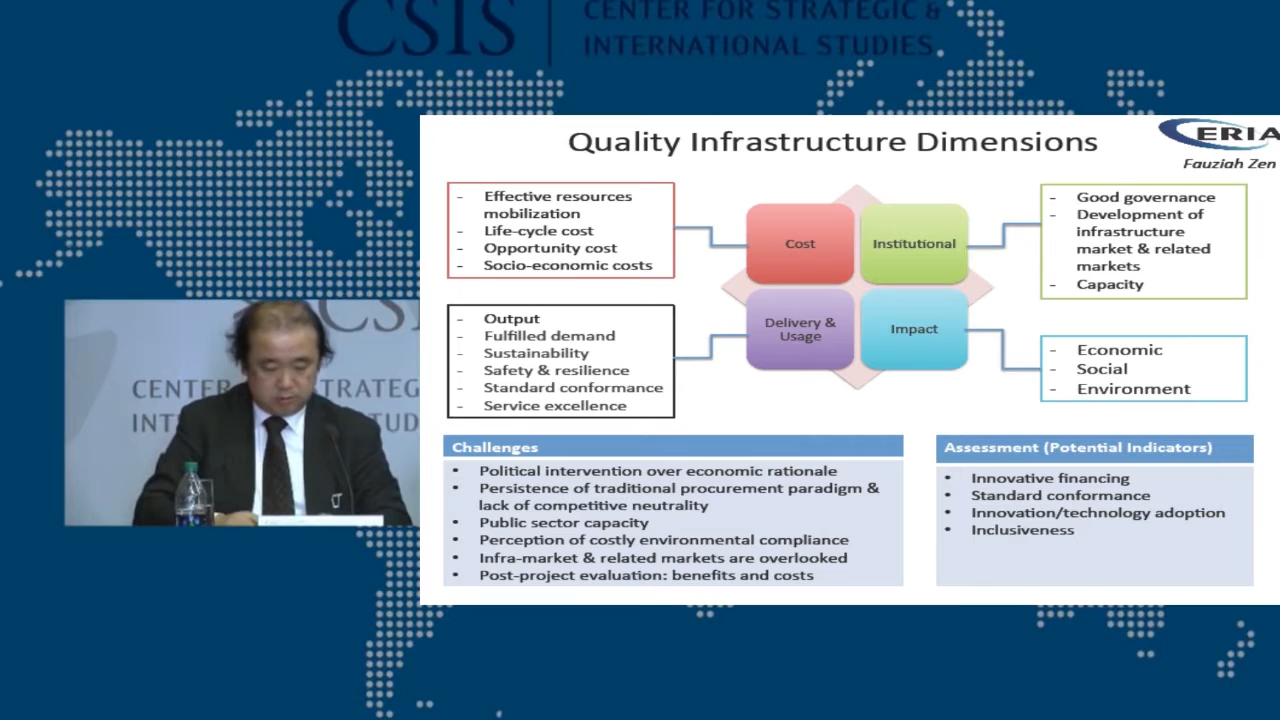 CSIS
CENTER FOR STRATEGIC &
INTERNATIONAL STUDIES
Quality Infrastructure Dimensions
ERIA
Fauziah Zen
- Effective resources
mobilization
- Life-cycle cost
- Opportunity cost
- Socio-economic costs
Cost
Institutional
- Good governance
- Development of
infrastructure
market & related
markets
- Capacity
- Output
- Fulfilled demand
- Sustainability
- Safety & resilience
- Standard conformance
- Service excellence
Delivery &
Usage
Impact
- Economic
- Social
- Environment
CS
CENTER
TRATEG
INT
UD
Challenges
• Political intervention over economic rationale
• Persistence of traditional procurement paradigm &
lack of competitive neutrality
• Public sector capacity
• Perception of costly environmental compliance
• Infra-market & related markets are overlooked
• Post-project evaluation: benefits and costs
Assessment (Potential Indicators)
• Innovative financing
• Standard conformance
• Innovation/technology adoption
• Inclusiveness